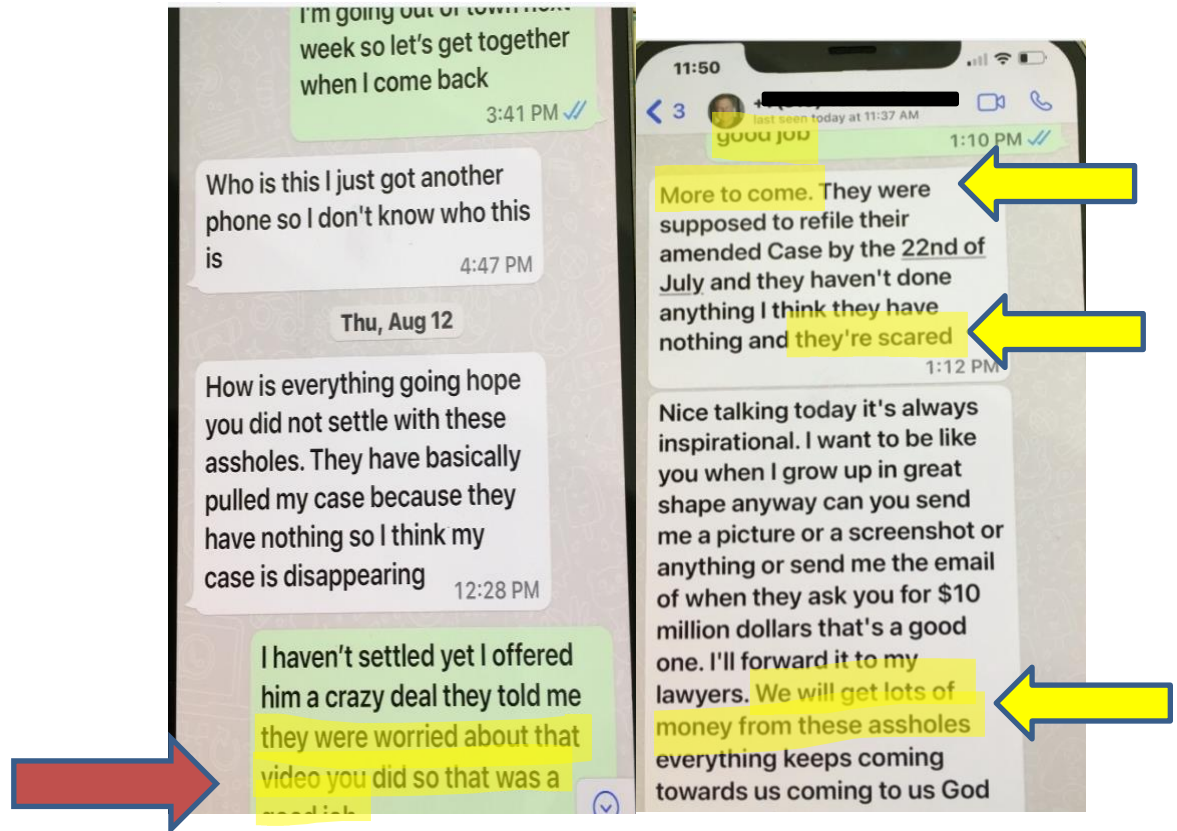 I'm going out of town next
week so let's get together
when I come back
3:41 PM
Who is this I just got another
phone so I don't know who this
is
4:47 PM
Thu, Aug 12
How is everything going hope
you did not settle with these
assholes. They have basically
pulled my case because they
have nothing so I think my
case is disappearing
12:28 PM
I haven't settled yet I offered
him a crazy deal they told me
they were worried about that
video you did so that was a
good job
11:50
3
last seen today at 11:37 AM
good job
1:10 PM
More to come. They were
supposed to refile their
amended Case by the 22nd of
July and they haven't done
anything I think they have
nothing and they're scared
1:12 PM
Nice talking today it's always
inspirational. I want to be like
you when I grow up in great
shape anyway can you send
me a picture or a screenshot or
anything or send me the email
of when they ask you for $10
million dollars that's a good
one. I'll forward it to my
lawyers. We will get lots of
money from these assholes
everything keeps coming
towards us coming to us God